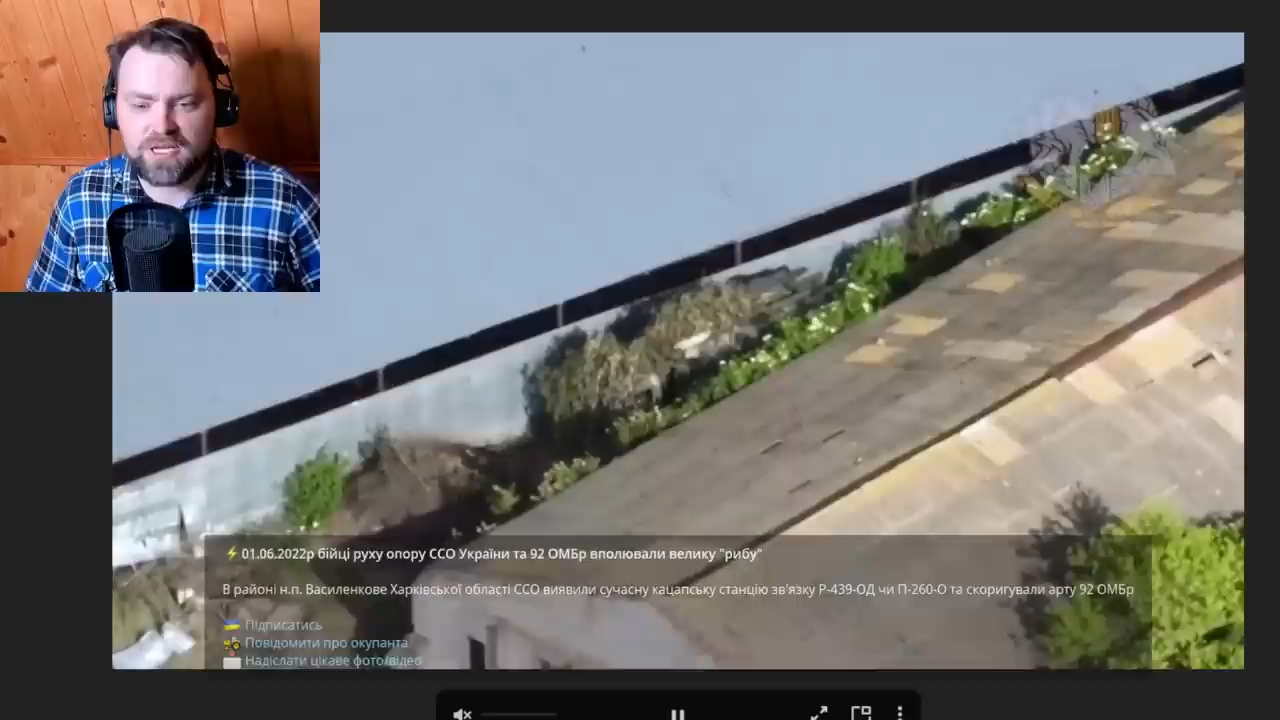 ⚡01.06.2022р бійці руху опору ССО України та 92 ОМБр вполювали велику "рибу"
В районі н.п. Василенкове Харківської області ССО виявили сучасну кацапську станцію зв'язку Р-439-ОД чи П-260-О та скоригували арту 92 ОМБр
Підписатись
Повідомити про окупанта
Надіслати цікаве фото/відео